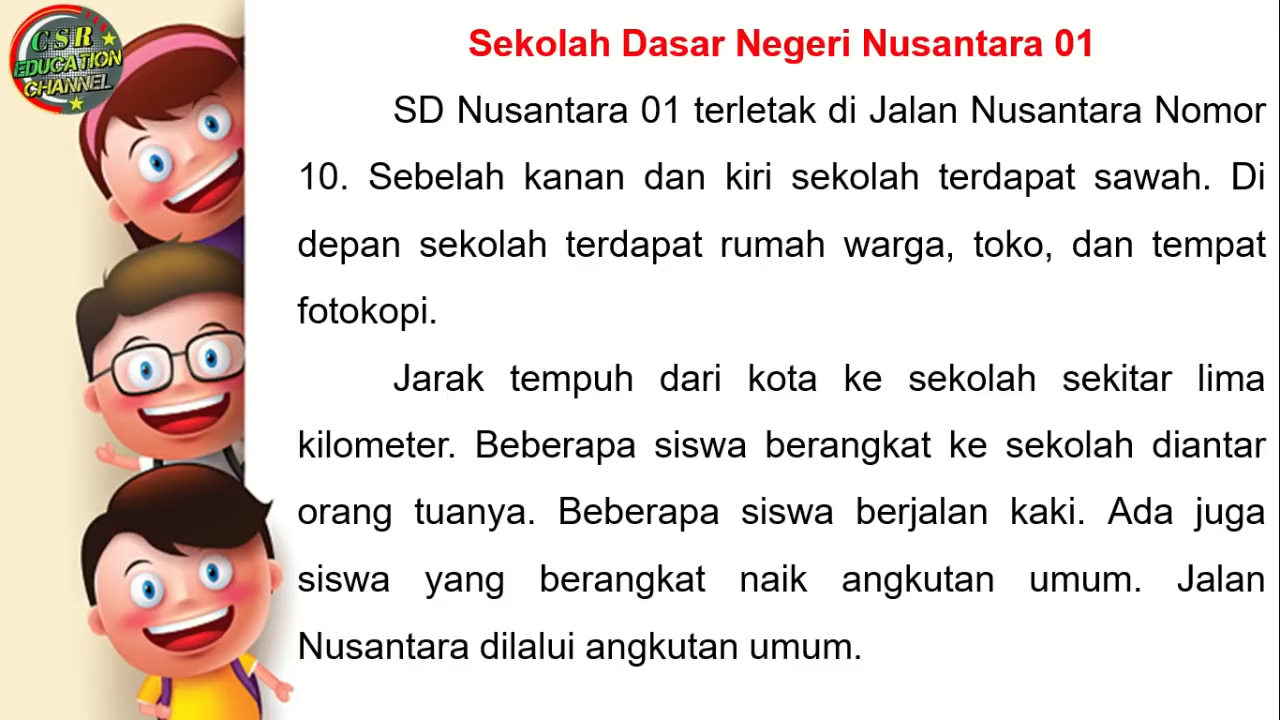 CSR
EDUCATION
CHANNEL
Sekolah Dasar Negeri Nusantara 01
SD Nusantara 01 terletak di Jalan Nusantara Nomor
10. Sebelah kanan dan kiri sekolah terdapat sawah. Di
depan sekolah terdapat rumah warga, toko, dan tempat
fotokopi.
Jarak tempuh dari kota ke sekolah sekitar lima
kilometer. Beberapa siswa berangkat ke sekolah diantar
orang tuanya. Beberapa siswa berjalan kaki. Ada juga
siswa yang berangkat naik angkutan umum. Jalan
Nusantara dilalui angkutan umum.